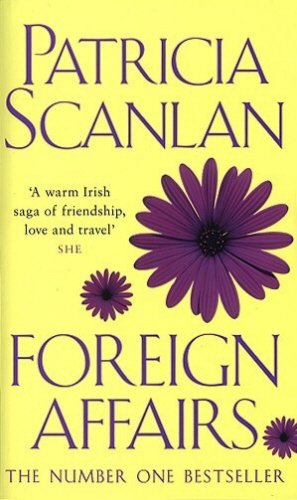 PATRICIA
SCANLAN
'A warm Irish
saga of friendship,
love and travel'
SHE
FOREIGN
AFFAIRS
THE NUMBER ONE BESTSELLER